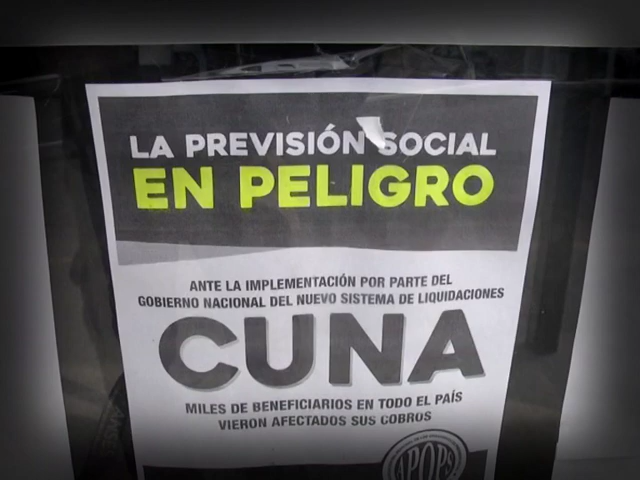 LA PREVISIÓN SOCIAL
EN PELIGRO
ANTE LA IMPLEMENTACIÓN POR PARTE DEL
GOBIERNO NACIONAL DEL NUEVO SISTEMA DE LIQUIDACIONES
CUNA
MILES DE BENEFICIARIOS EN TODO EL PAÍS
VIERON AFECTADOS SUS COBROS
APOPS